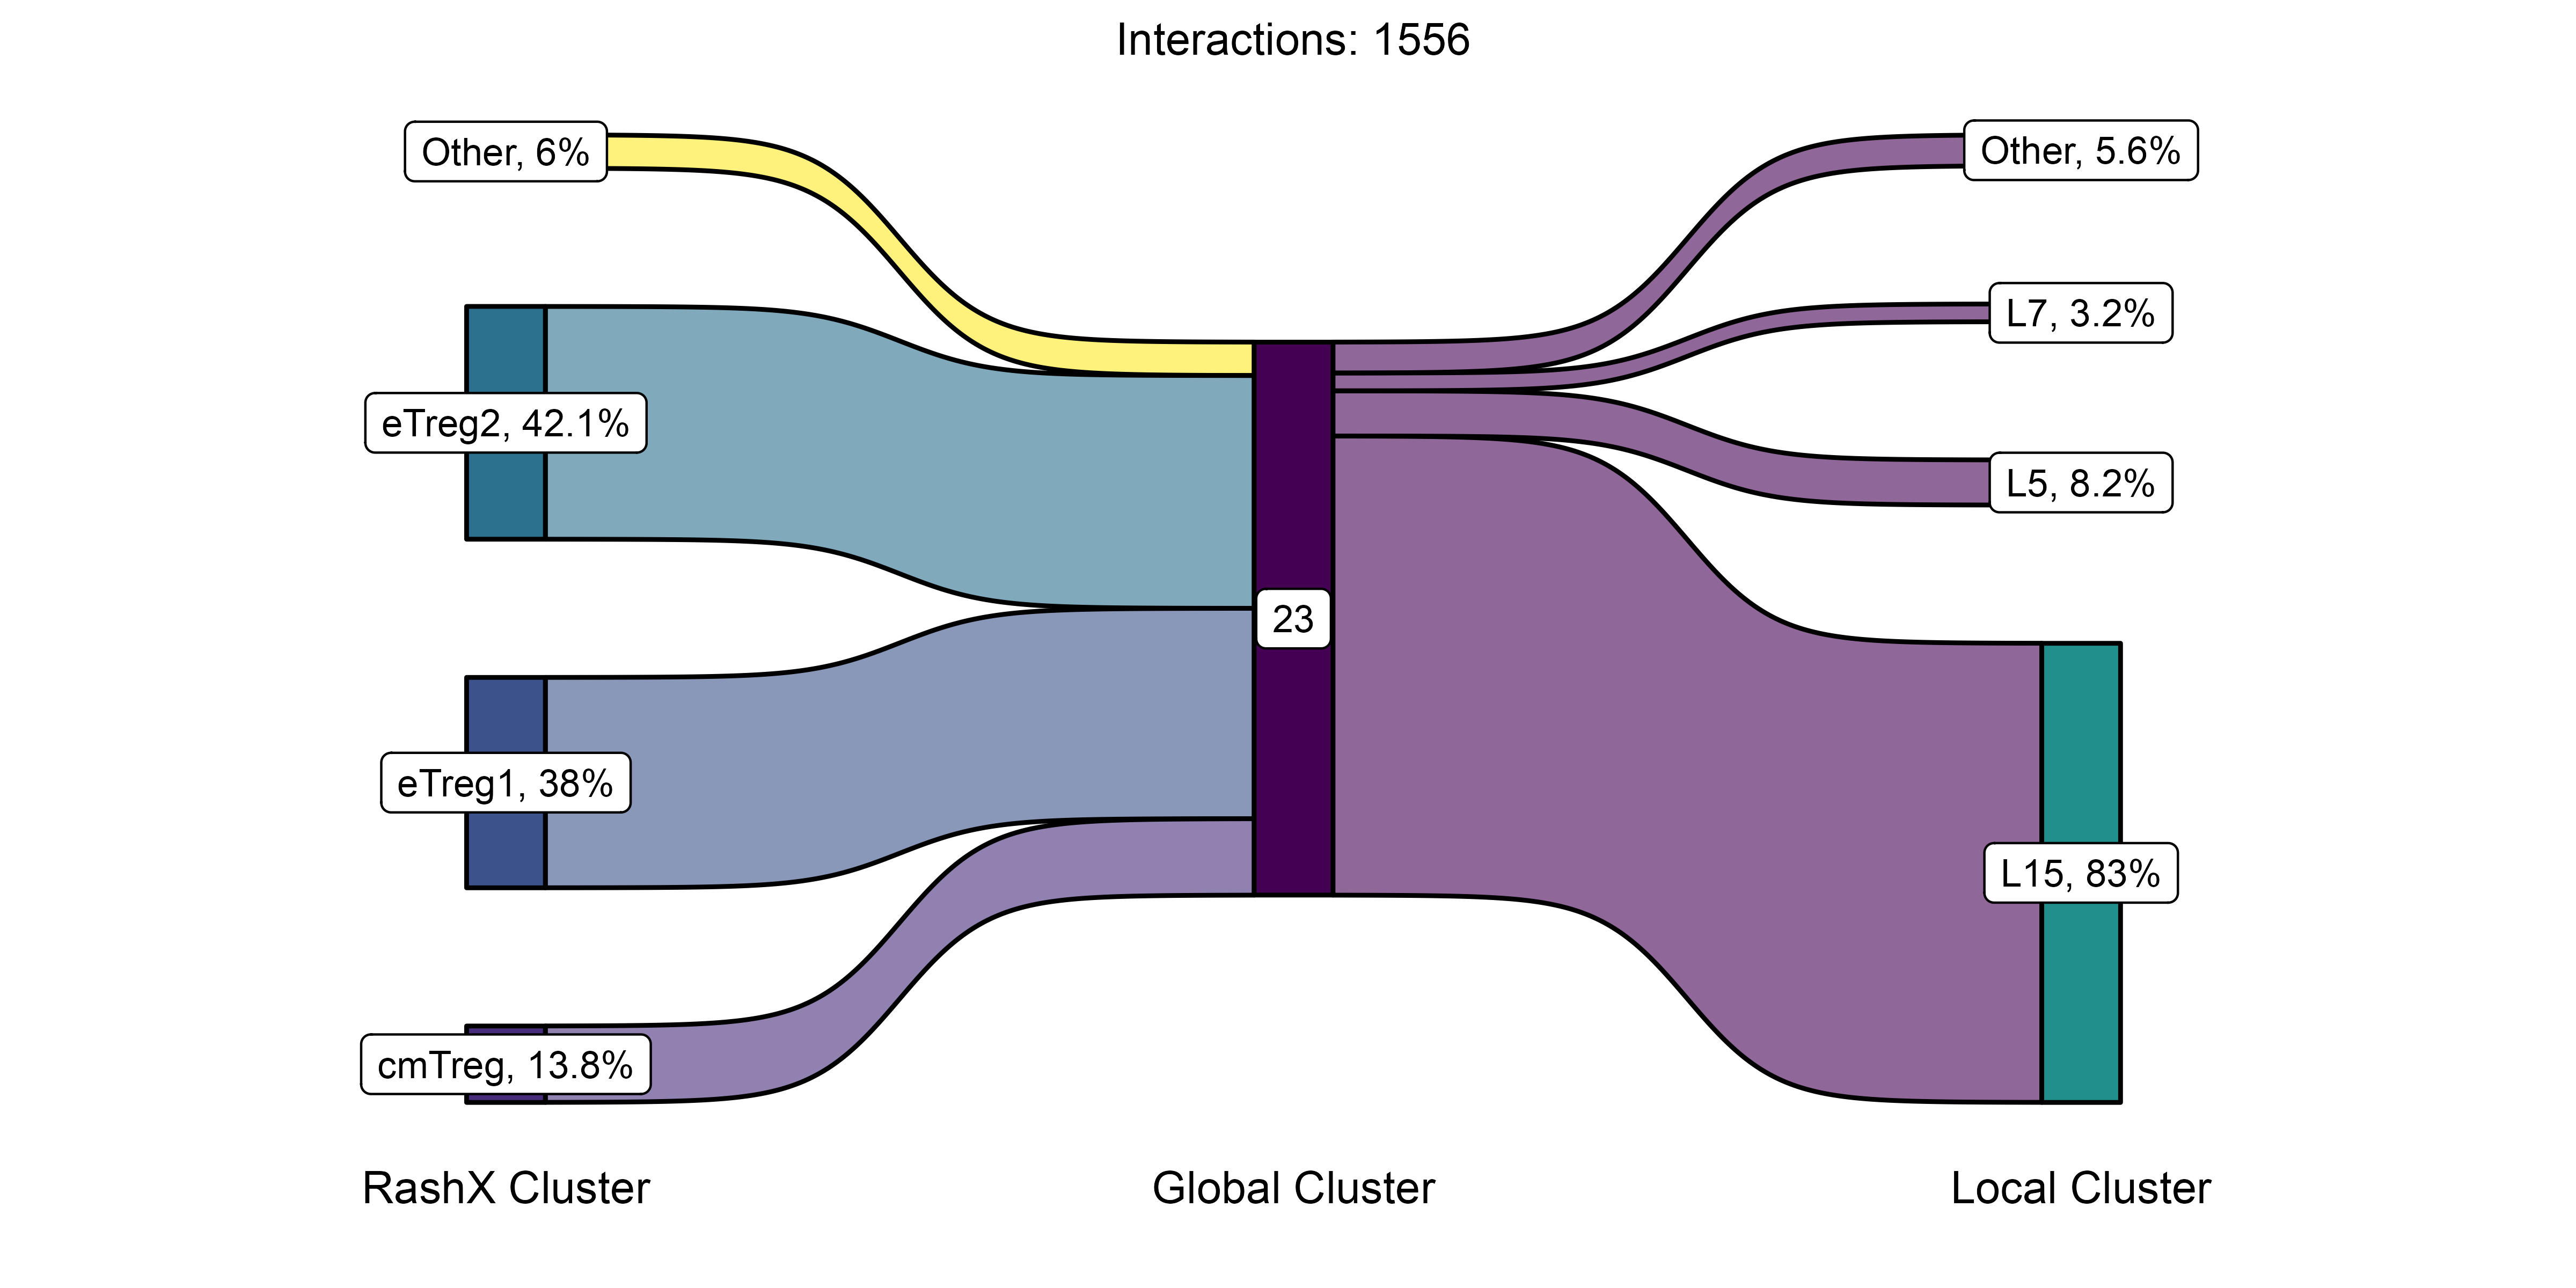 Interactions: 1556
Other, 6%
Other, 5.6%
L7, 3.2%
eTreg2, 42.1%
L5, 8.2%
23
eTreg1, 38%
L15, 83%
cmTreg, 13.8%
RashX Cluster
Global Cluster
Local Cluster